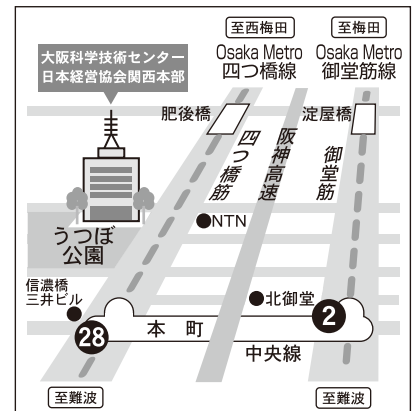 至西梅田
至梅田
Osaka Metro
四つ橋線
Osaka Metro
御堂筋線
大阪科学技術センター
日本経営協会関西本部
肥後橋
淀屋橋
四つ橋筋
阪神高速
御堂筋
NTN
うつぼ
公園
信濃橋
三井ビル
北御堂
2
28
本町
中央線
至難波
至難波